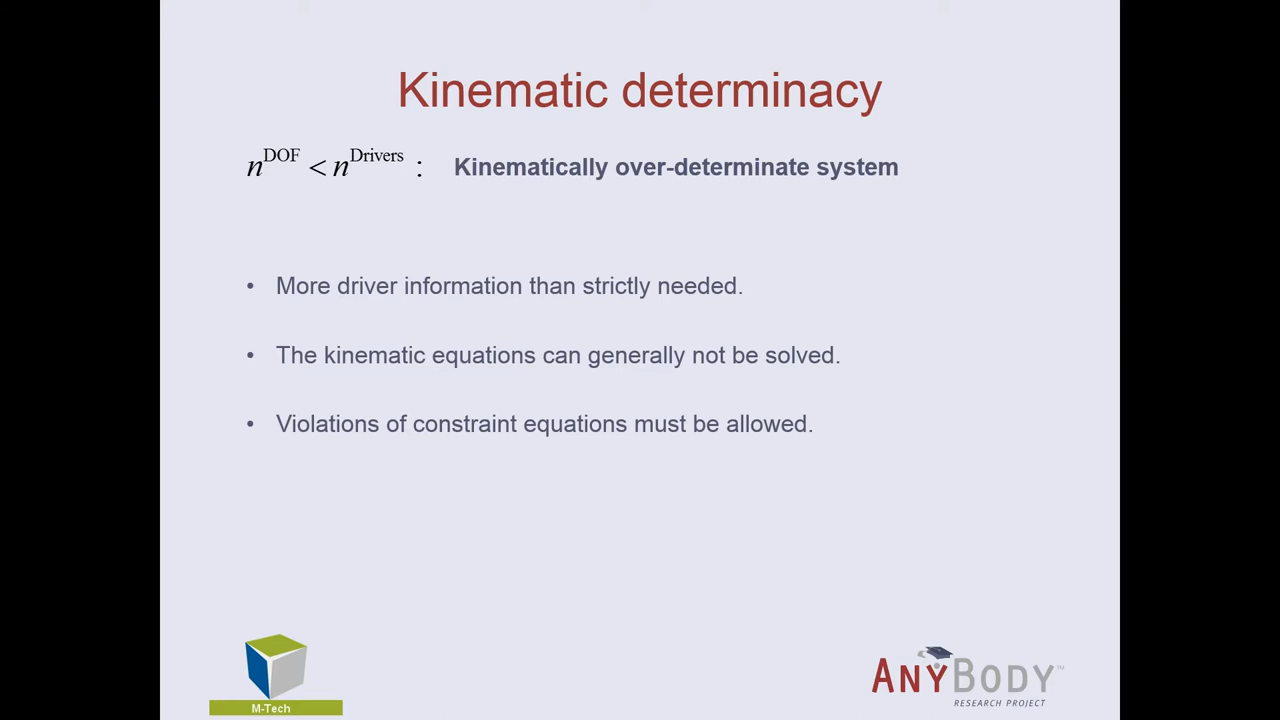 Kinematic determinacy
n^DOF < n^Drivers : Kinematically over-determinate system
• More driver information than strictly needed.
• The kinematic equations can generally not be solved.
• Violations of constraint equations must be allowed.
M-Tech
ANYBODY™
RESEARCH PROJECT